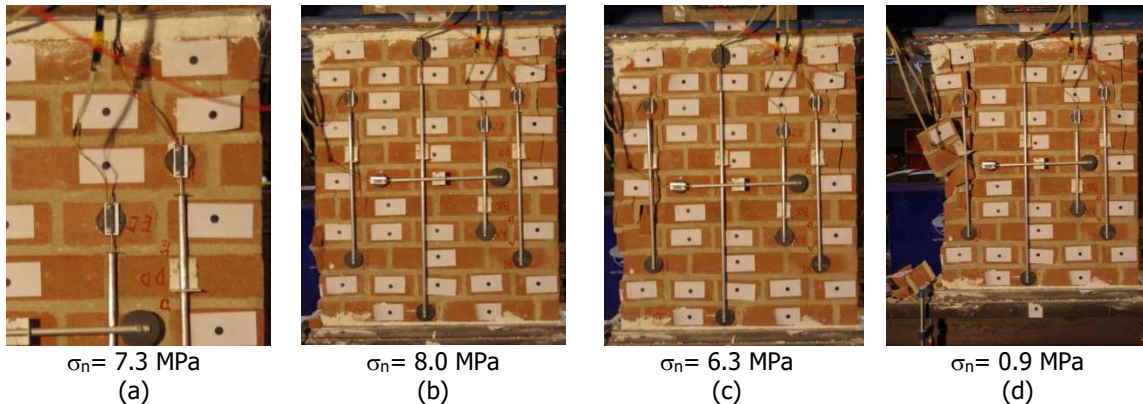 σn= 7.3 MPa
(a)
σn= 8.0 MPa
(b)
σn= 6.3 MPa
(c)
σn= 0.9 MPa
(d)